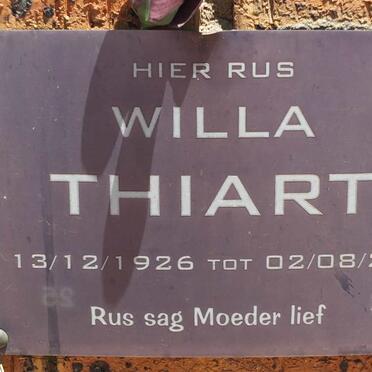 HIER RUS
WILLA
THIART
13/12/1926 TOT 02/08/
Rus sag Moeder lief